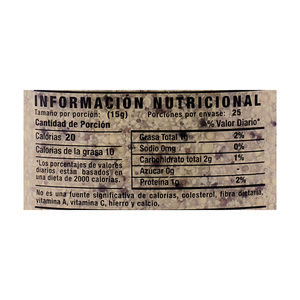 INFORMACIÓN NUTRICIONAL
Tamaño por porción: (15g) Porciones por envase: 25
Cantidad de Porción % Valor Diario*
Calorías 20
Calorías de la grasa 10
*Los porcentajes de valores
diarios están basados en
una dieta de 2000 calorías.
Grasa Total 1g 2%
Sodio 0mg 0%
Carbohidrato total 2g 1%
Azúcar 0g
Proteína 1g 2%
No es una fuente significativa de calorías, colesterol, fibra dietaria,
vitamina A, vitamina C, hierro y calcio.